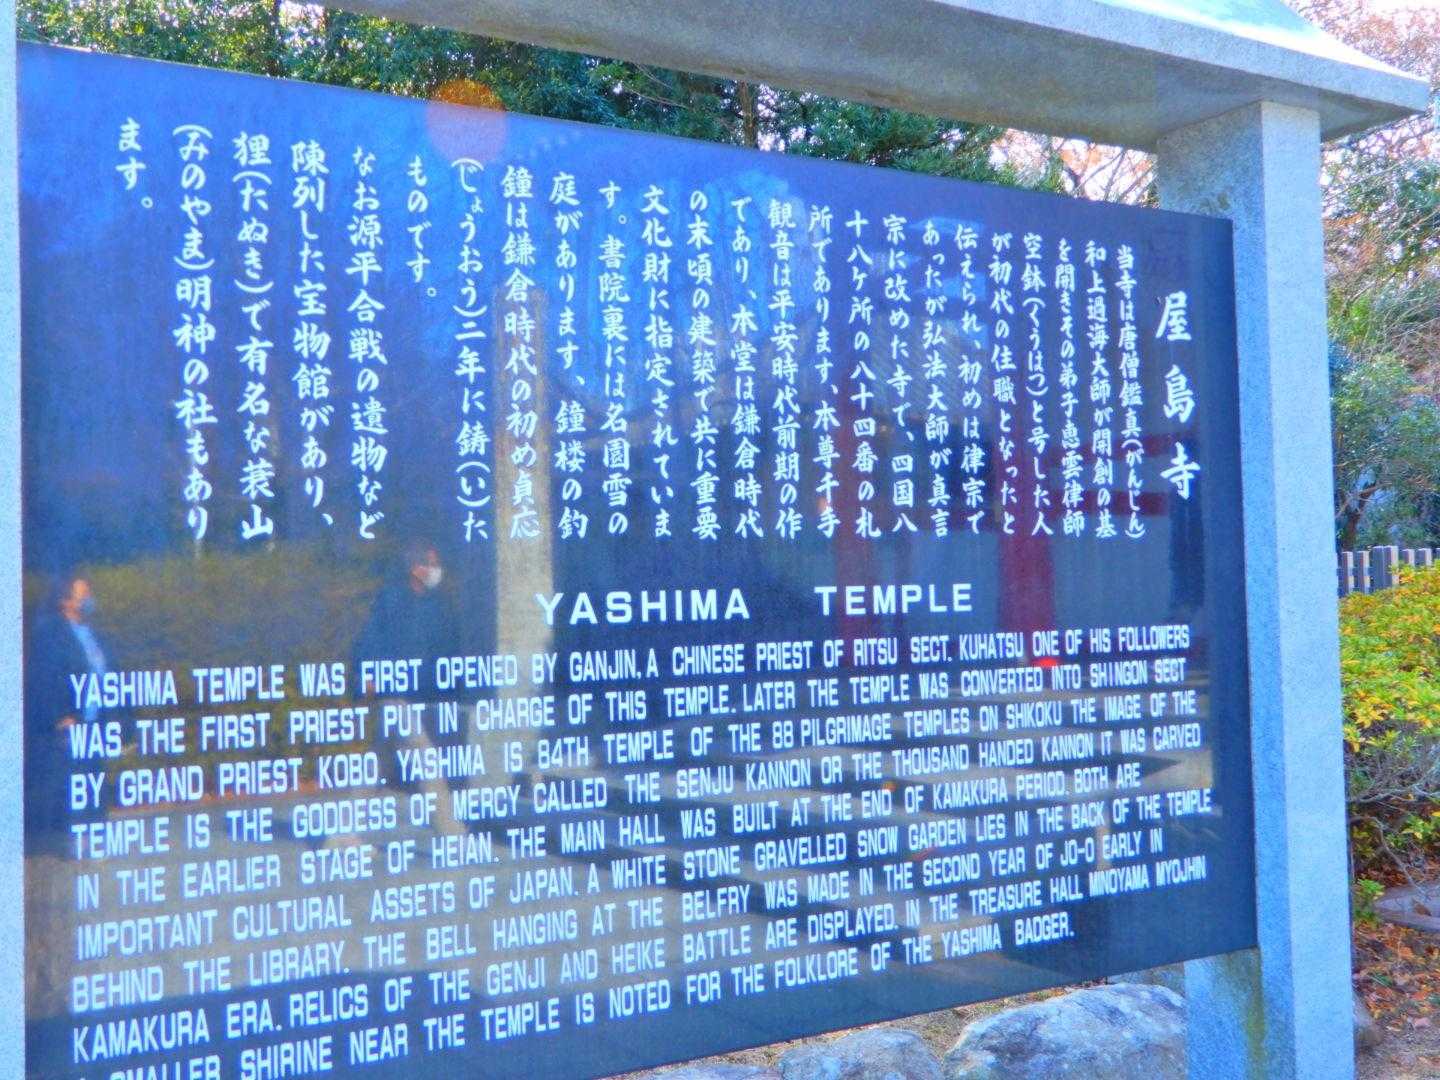 屋島寺
当寺は唐僧鑑真(がんじん)
和上過海大師が開創の基
を開きその弟子恵雲律師
空鉢(くうはつ)と号した人
が初代の住職となったと
伝えられ、初めは律宗で
あったが弘法大師が真言
宗に改めた寺で、四国八
十八ケ所の八十四番の札
所であります、本尊千手
観音は平安時代前期の作
であり、本堂は鎌倉時代
の末頃の建築で共に重要
文化財に指定されていま
す。書院裏には名園雪の
庭があります、鐘楼の釣
鐘は鎌倉時代の初め貞応
(じょうおう)二年に鋳(い)た
ものです。
なお源平合戦の遺物など
陳列した宝物館があり、
狸(たぬき)で有名な蓑山
(みのやま)明神の社もあり
ます。
YASHIMA TEMPLE
YASHIMA TEMPLE WAS FIRST OPENED BY GANJIN, A CHINESE PRIEST OF RITSU SECT. KUHATSU ONE OF HIS FOLLOWERS
WAS THE FIRST PRIEST PUT IN CHARGE OF THIS TEMPLE. LATER THE TEMPLE WAS CONVERTED INTO SHINGON SECT
BY GRAND PRIEST KOBO. YASHIMA IS 84TH TEMPLE OF THE 88 PILGRIMAGE TEMPLES ON SHIKOKU THE IMAGE OF THE
TEMPLE IS THE GODDESS OF MERCY CALLED THE SENJU KANNON OR THE THOUSAND HANDED KANNON IT WAS CARVED
IN THE EARLIER STAGE OF HEIAN. THE MAIN HALL WAS BUILT AT THE END OF KAMAKURA PERIOD. BOTH ARE
IMPORTANT CULTURAL ASSETS OF JAPAN. A WHITE STONE GRAVELLED SNOW GARDEN LIES IN THE BACK OF THE TEMPLE
BEHIND THE LIBRARY. THE BELL HANGING AT THE BELFRY WAS MADE IN THE SECOND YEAR OF JO-O EARLY IN
KAMAKURA ERA. RELICS OF THE GENJI AND HEIKE BATTLE ARE DISPLAYED. IN THE TREASURE HALL MINOYAMA MYOJHIN
A SMALLER SHIRINE NEAR THE TEMPLE IS NOTED FOR THE FOLKLORE OF THE YASHIMA BADGER.